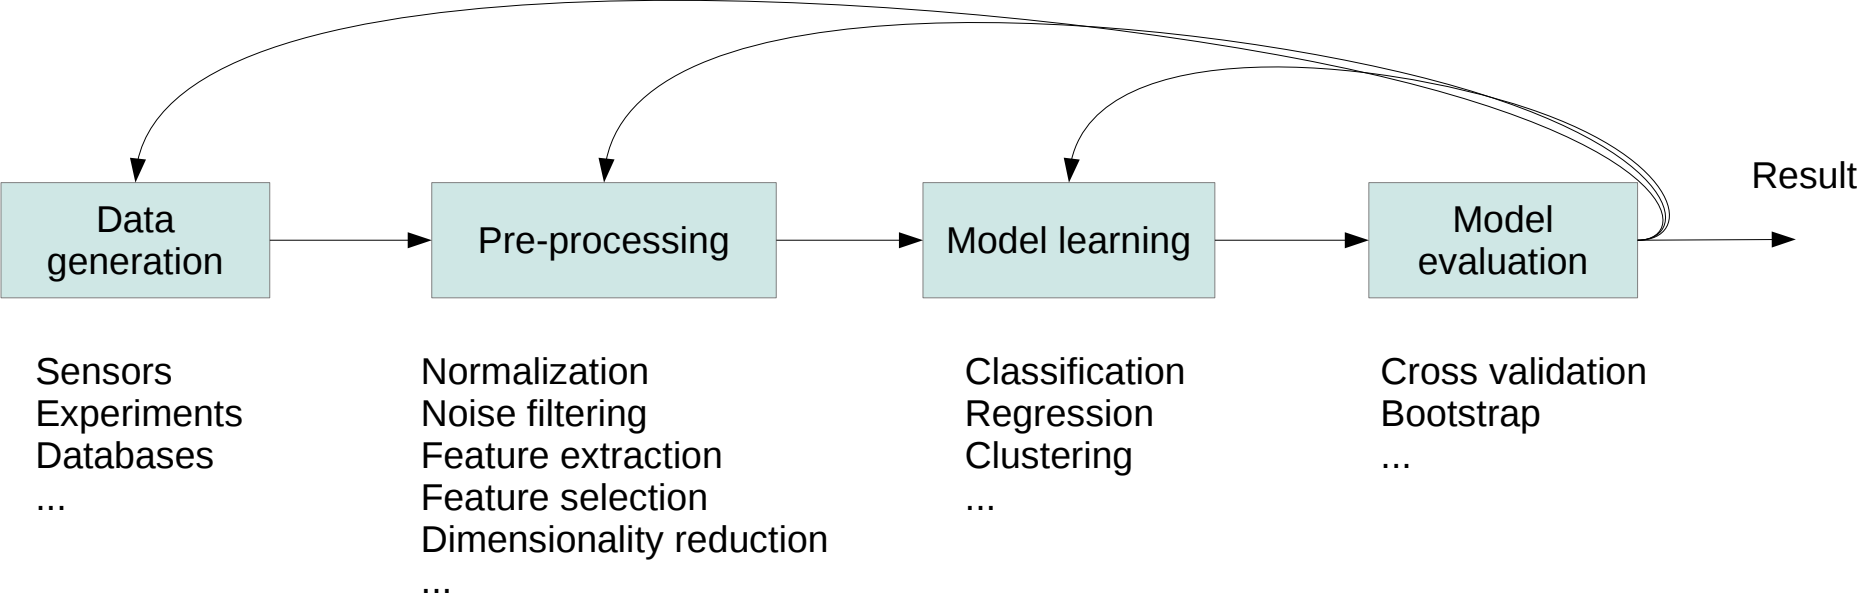 Result
Data
generation
Pre-processing
Model learning
Model
evaluation
Sensors
Experiments
Databases
...
Normalization
Noise filtering
Feature extraction
Feature selection
Dimensionality reduction
...
Classification
Regression
Clustering
...
Cross validation
Bootstrap
...